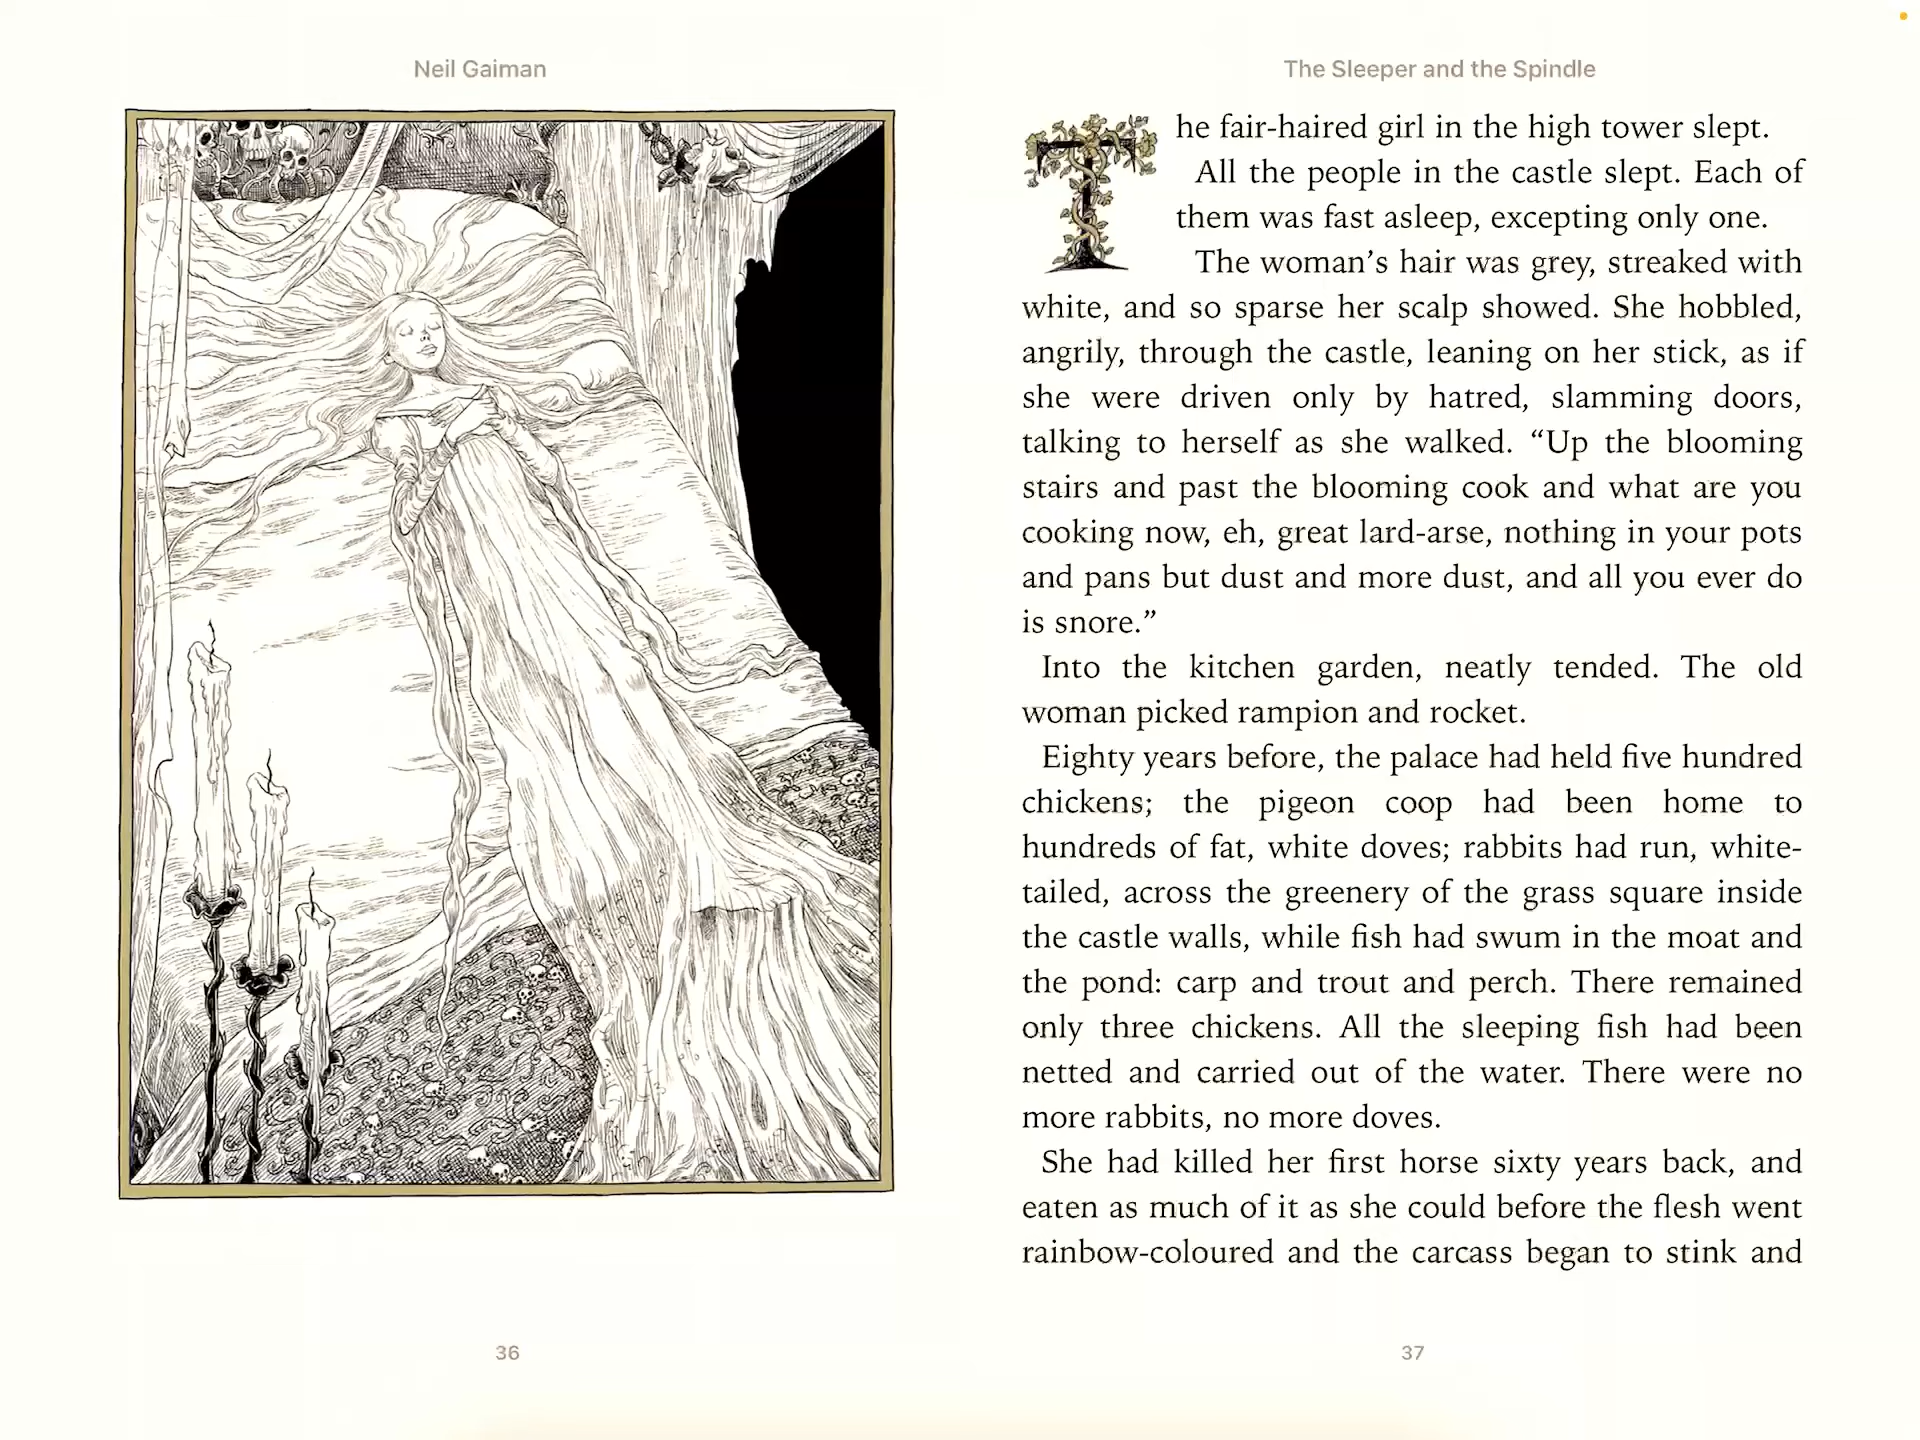 Neil Gaiman
36
The Sleeper and the Spindle
The fair-haired girl in the high tower slept.
All the people in the castle slept. Each of
them was fast asleep, excepting only one.
The woman’s hair was grey, streaked with
white, and so sparse her scalp showed. She hobbled,
angrily, through the castle, leaning on her stick, as if
she were driven only by hatred, slamming doors,
talking to herself as she walked. “Up the blooming
stairs and past the blooming cook and what are you
cooking now, eh, great lard-arse, nothing in your pots
and pans but dust and more dust, and all you ever do
is snore.”
Into the kitchen garden, neatly tended. The old
woman picked rampion and rocket.
Eighty years before, the palace had held five hundred
chickens; the pigeon coop had been home to
hundreds of fat, white doves; rabbits had run, white-
tailed, across the greenery of the grass square inside
the castle walls, while fish had swum in the moat and
the pond: carp and trout and perch. There remained
only three chickens. All the sleeping fish had been
netted and carried out of the water. There were no
more rabbits, no more doves.
She had killed her first horse sixty years back, and
eaten as much of it as she could before the flesh went
rainbow-coloured and the carcass began to stink and
37